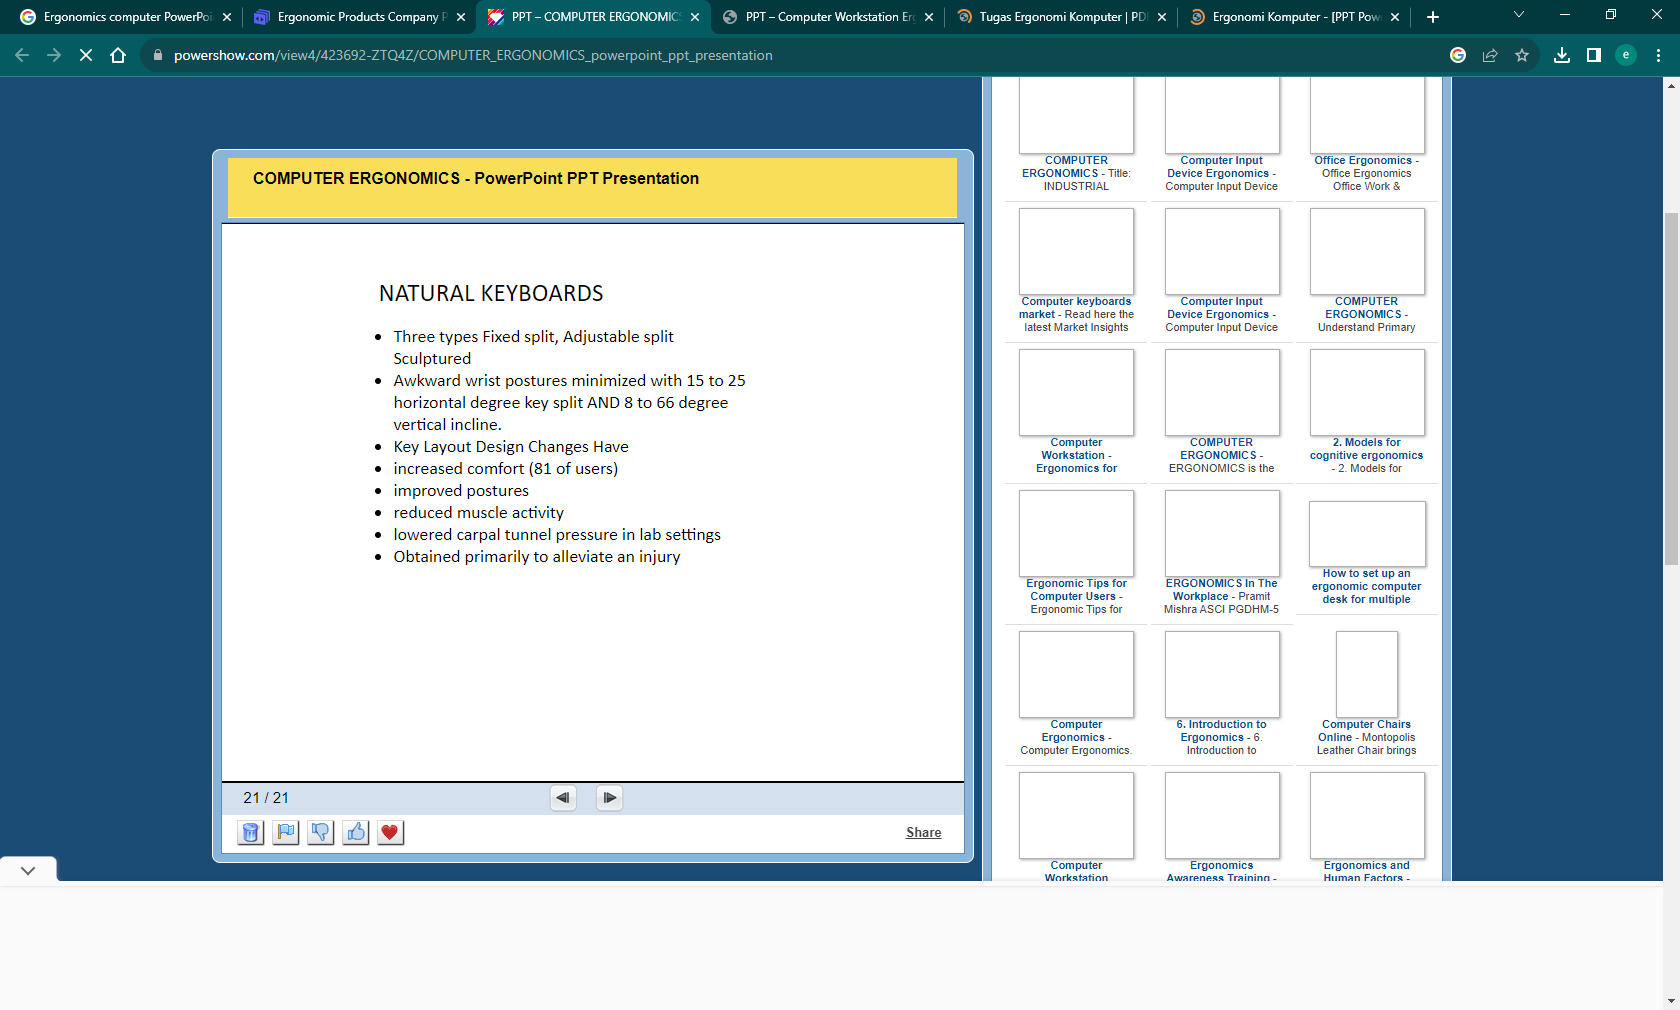 Ergonomics computer PowerPoi
Ergonomic Products Company P
PPT – COMPUTER ERGONOMICS
PPT – Computer Workstation Erg
Tugas Ergonomi Komputer | PD
Ergonomi Komputer - [PPT Pow
powershow.com/view4/423692-ZTQ4Z/COMPUTER_ERGONOMICS_powerpoint_ppt_presentation
e
COMPUTER ERGONOMICS - PowerPoint PPT Presentation
NATURAL KEYBOARDS
• Three types Fixed split, Adjustable split
Sculptured
• Awkward wrist postures minimized with 15 to 25
horizontal degree key split AND 8 to 66 degree
vertical incline.
• Key Layout Design Changes Have
• increased comfort (81 of users)
• improved postures
• reduced muscle activity
• lowered carpal tunnel pressure in lab settings
• Obtained primarily to alleviate an injury
21 / 21
Share
COMPUTER
ERGONOMICS - Title:
INDUSTRIAL
Computer Input
Device Ergonomics -
Computer Input Device
Office Ergonomics -
Office Ergonomics
Office Work &
Computer keyboards
market - Read here the
latest Market Insights
Computer Input
Device Ergonomics -
Computer Input Device
COMPUTER
ERGONOMICS -
Understand Primary
Computer
Workstation -
Ergonomics for
COMPUTER
ERGONOMICS -
ERGONOMICS is the
2. Models for
cognitive ergonomics
- 2. Models for
Ergonomic Tips for
Computer Users -
Ergonomic Tips for
ERGONOMICS In The
Workplace - Pramit
Mishra ASCI PGDHM-5
How to set up an
ergonomic computer
desk for multiple
Computer
Ergonomics -
Computer Ergonomics.
6. Introduction to
Ergonomics - 6.
Introduction to
Computer Chairs
Online - Montopolis
Leather Chair brings
Computer
Workstation
Ergonomics
Awareness Training -
Ergonomics and
Human Factors -